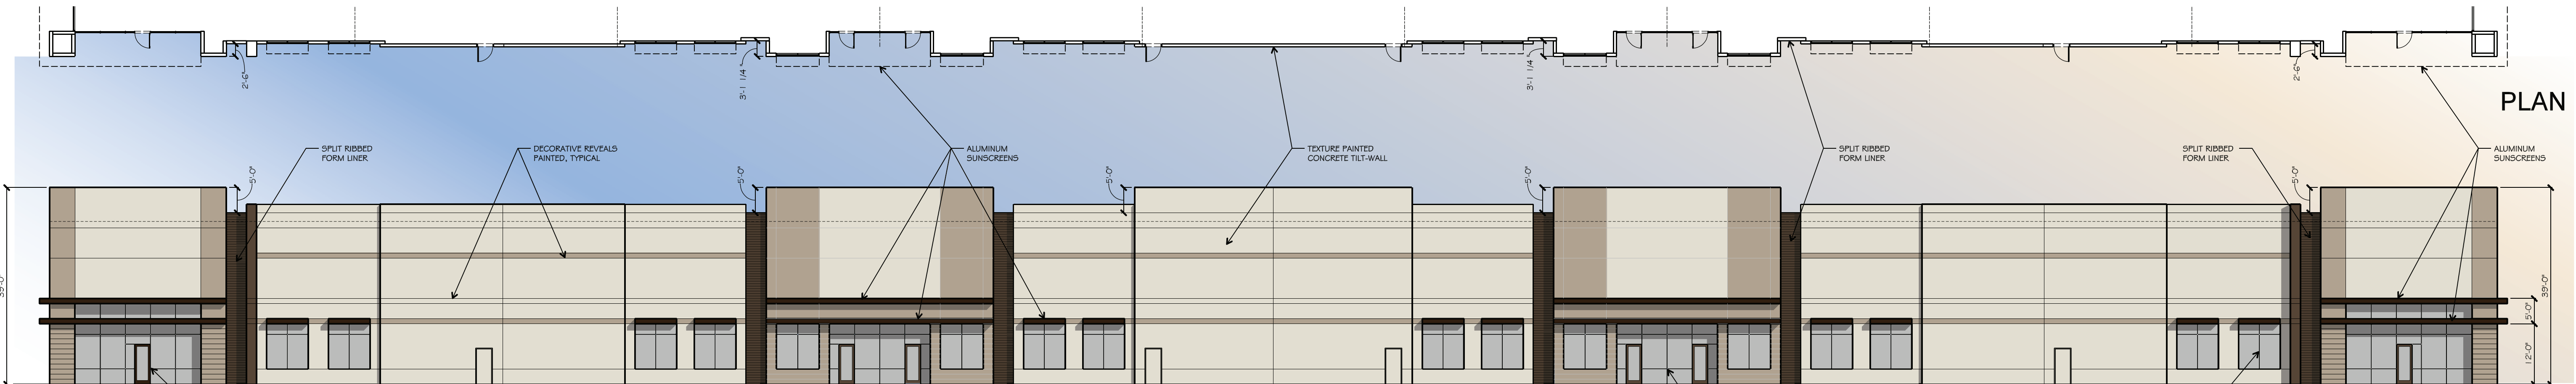 2'-6"
3'-1 1/4"
3'-1 1/4"
2'-6"
PLAN
SPLIT RIBBED
FORM LINER
DECORATIVE REVEALS
PAINTED, TYPICAL
ALUMINUM
SUNSCREENS
TEXTURE PAINTED
CONCRETE TILT-WALL
SPLIT RIBBED
FORM LINER
SPLIT RIBBED
FORM LINER
ALUMINUM
SUNSCREENS
5'-0"
5'-0"
5'-0"
5'-0"
5'-0"
39'-0"
39'-0"
5'-0"
12'-0"